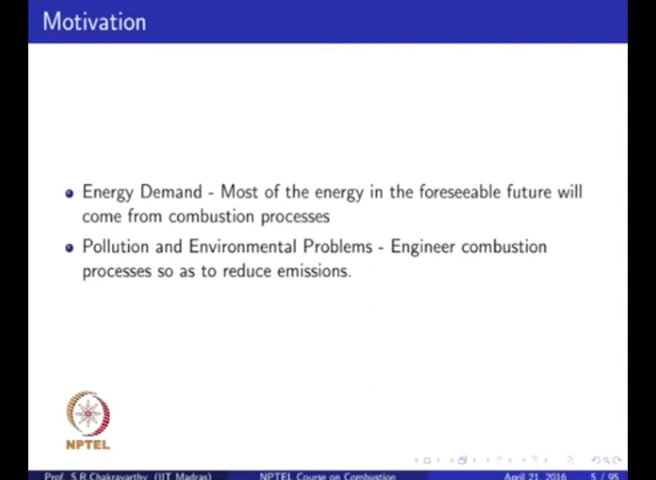 Motivation
Energy Demand - Most of the energy in the foreseeable future will
come from combustion processes
Pollution and Environmental Problems - Engineer combustion
processes so as to reduce emissions.
NPTEL
Prof. S.R.Chakravarthy (IIT Madras) NPTEL Course on Combustion April 21, 2016 5 / 95